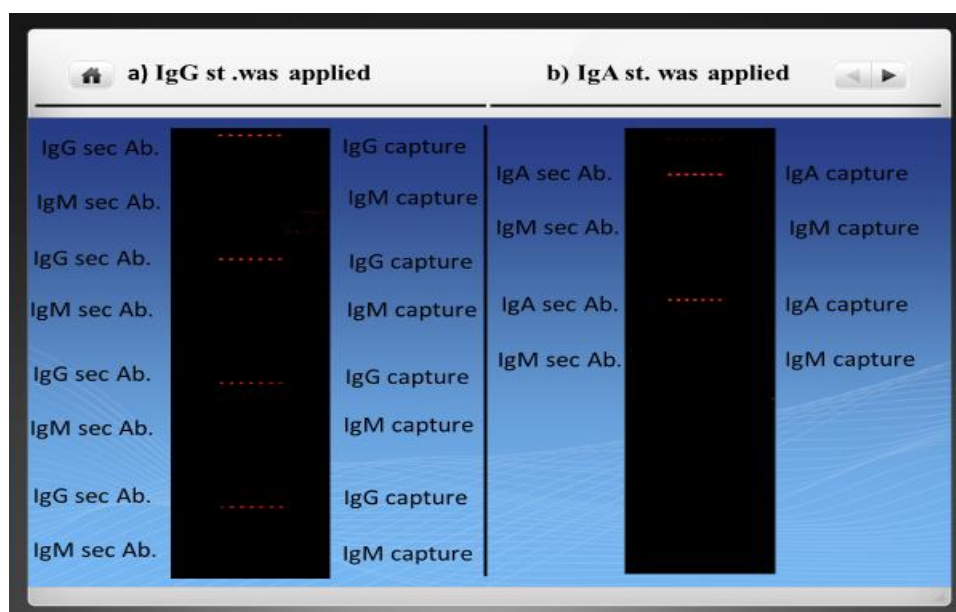 a) IgG st .was applied
b) IgA st. was applied
IgG sec Ab.
IgG capture
IgM sec Ab.
IgM capture
IgG sec Ab.
IgG capture
IgM sec Ab.
IgM capture
IgG sec Ab.
IgG capture
IgM sec Ab.
IgM capture
IgG sec Ab.
IgG capture
IgM sec Ab.
IgM capture
IgA sec Ab.
IgA capture
IgM sec Ab.
IgM capture
IgA sec Ab.
IgA capture
IgM sec Ab.
IgM capture